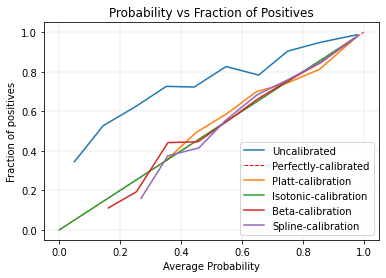 Probability vs Fraction of Positives
Fraction of positives
1.0
0.8
0.6
0.4
0.2
0.0
Uncalibrated
Perfectly-calibrated
Platt-calibration
Isotonic-calibration
Beta-calibration
Spline-calibration
0.0 0.2 0.4 0.6 0.8 1.0
Average Probability